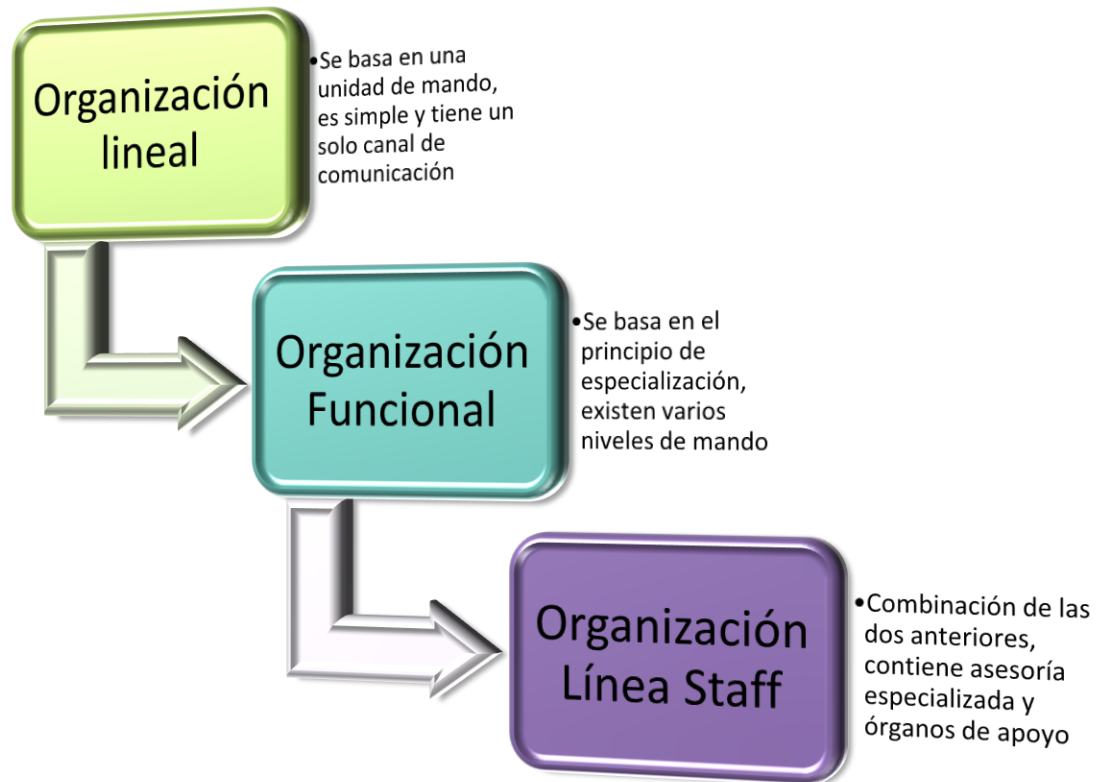 Organización
lineal
•Se basa en una
unidad de mando,
es simple y tiene un
solo canal de
comunicación
Organización
Funcional
•Se basa en el
principio de
especialización,
existen varios
niveles de mando
Organización
Línea Staff
•Combinación de las
dos anteriores,
contiene asesoría
especializada y
órganos de apoyo